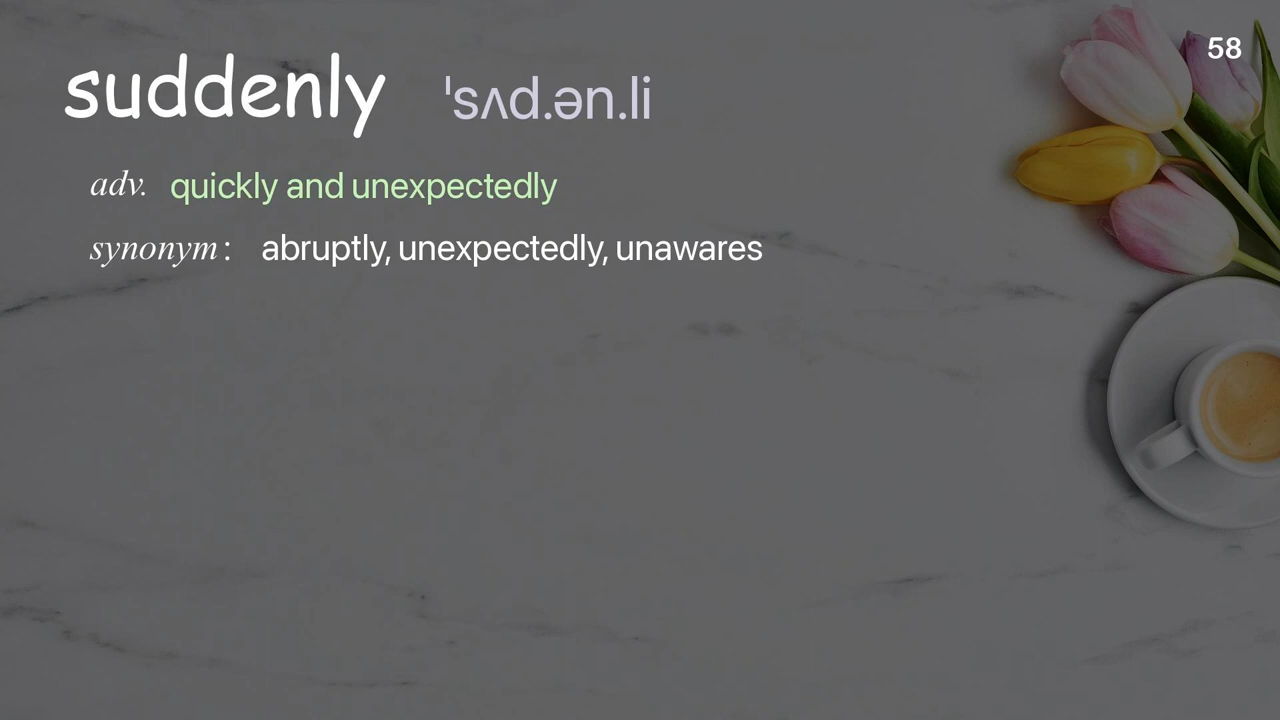 58
suddenly ˈsʌd.ən.li
adv. quickly and unexpectedly
synonym: abruptly, unexpectedly, unawares